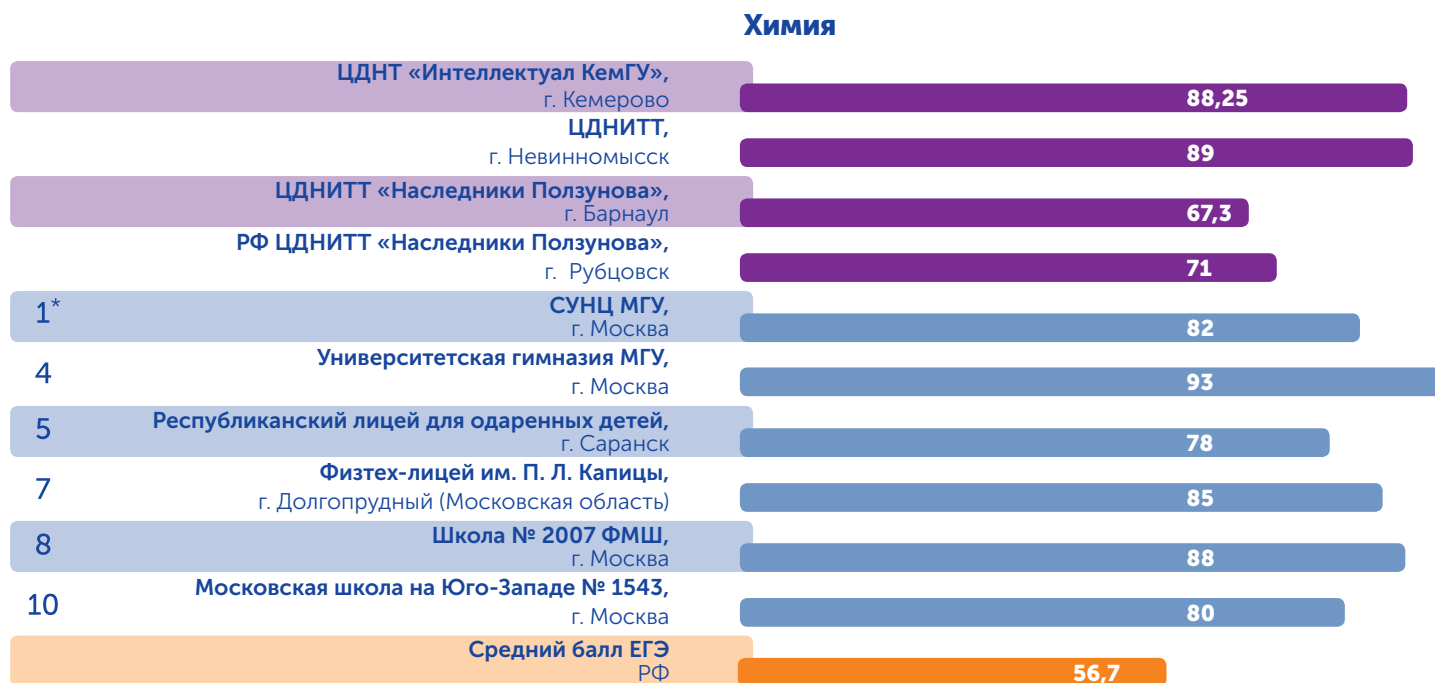 Химия
ЦДНТ «Интеллектуал КемГУ»,
г. Кемерово
88,25
ЦДНИТТ,
г. Невинномысск
89
ЦДНИТТ «Наследники Ползунова»,
г. Барнаул
67,3
РФ ЦДНИТТ «Наследники Ползунова»,
г. Рубцовск
71
1*
СУНЦ МГУ,
г. Москва
82
4
Университетская гимназия МГУ,
г. Москва
93
5
Республиканский лицей для одаренных детей,
г. Саранск
78
7
Физтех-лицей им. П. Л. Капицы,
г. Долгопрудный (Московская область)
85
8
Школа № 2007 ФМШ,
г. Москва
88
10
Московская школа на Юго-Западе № 1543,
г. Москва
80
Средний балл ЕГЭ
РФ
56,7